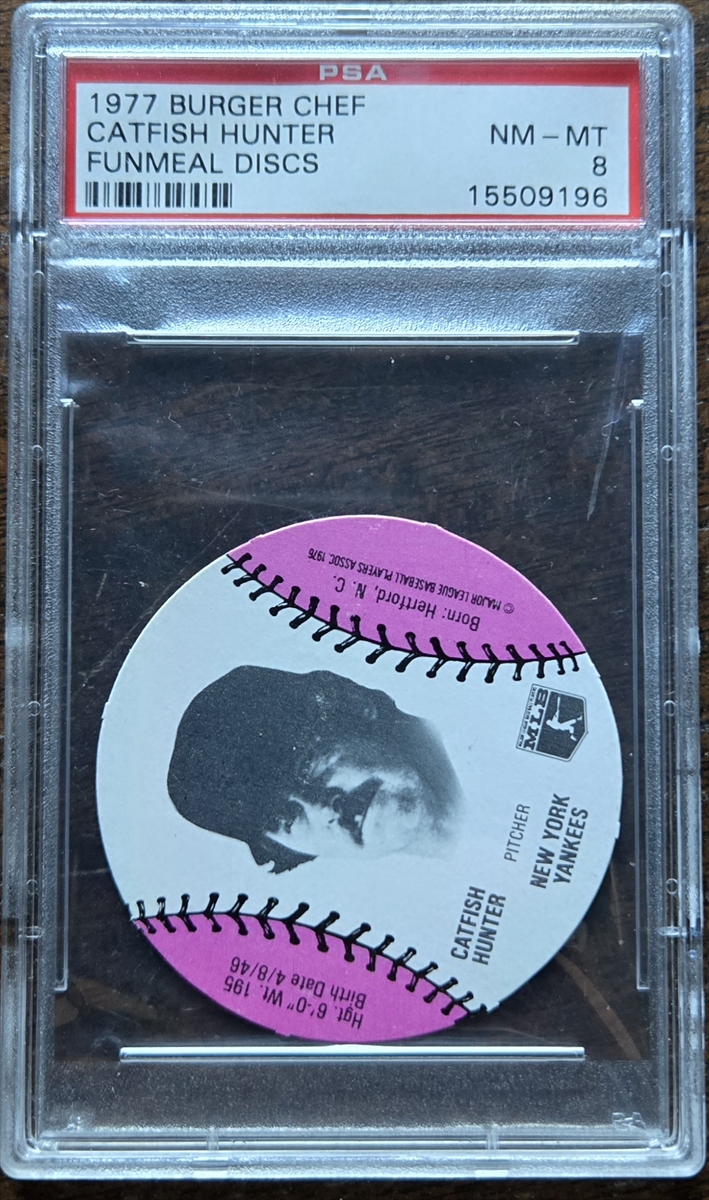 PSA
1977 BURGER CHEF
CATFISH HUNTER
FUNMEAL DISCS
NM – MT
8
15509196
© MAJOR LEAGUE BASEBALL PLAYERS ASSOC. 1976
Born: Hertford, N. C.
MLB
CATFISH
HUNTER
PITCHER
NEW YORK
YANKEES
Hgt. 6'-0" Wt. 195
Birth Date 4/8/46